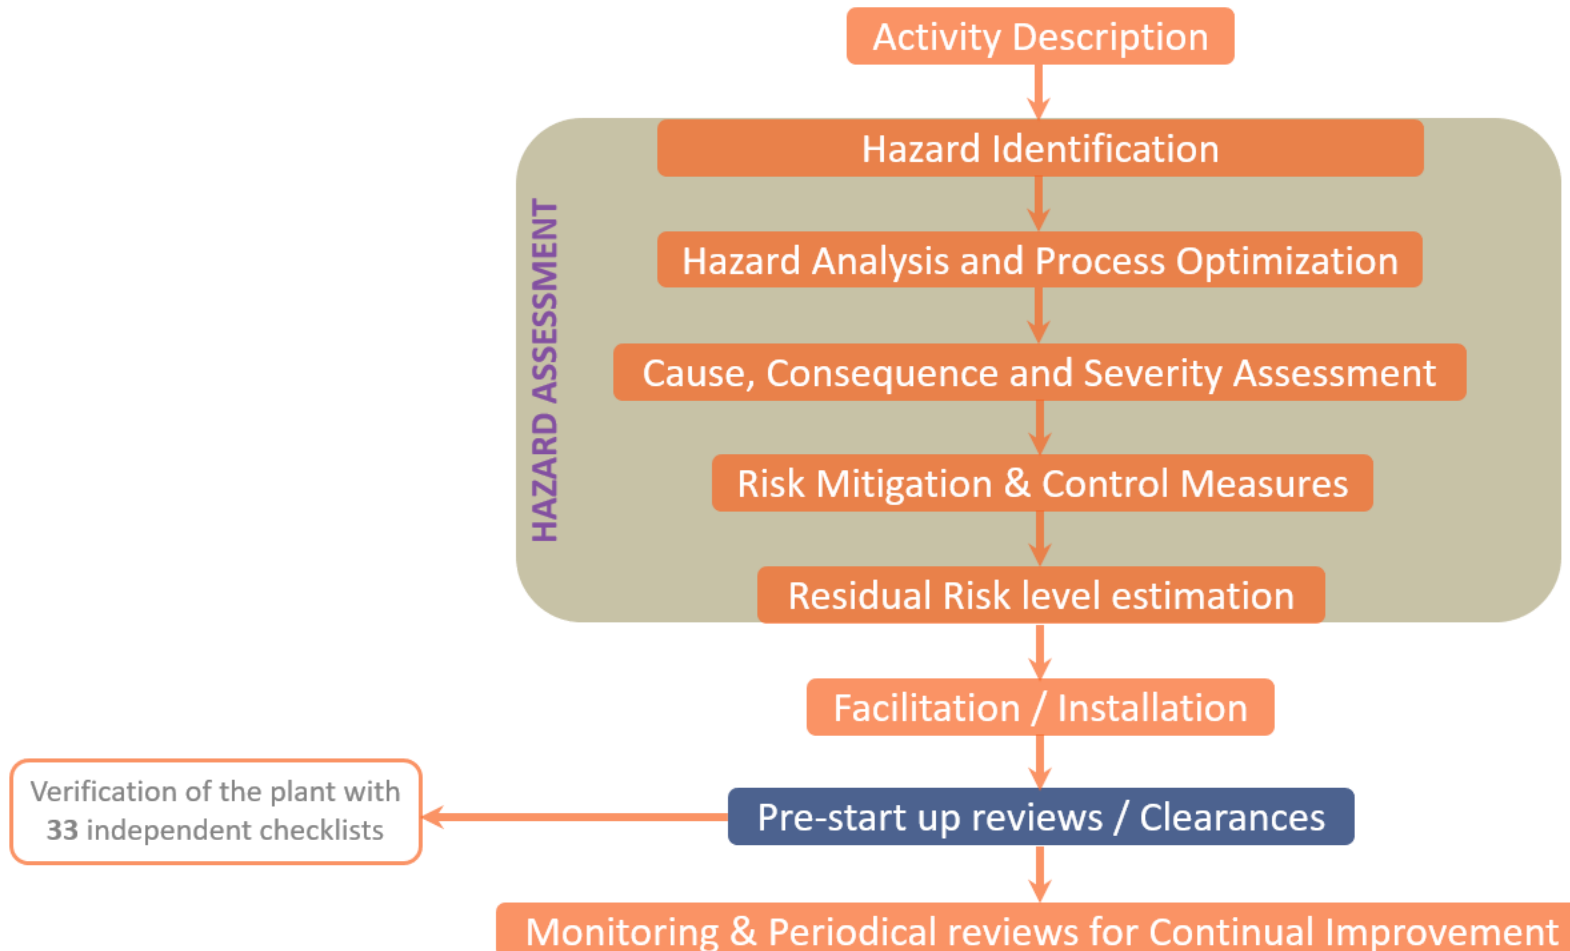 Activity Description
HAZARD ASSESSMENT
Hazard Identification
Hazard Analysis and Process Optimization
Cause, Consequence and Severity Assessment
Risk Mitigation & Control Measures
Residual Risk level estimation
Facilitation / Installation
Verification of the plant with
33 independent checklists
Pre-start up reviews / Clearances
Monitoring & Periodical reviews for Continual Improvement